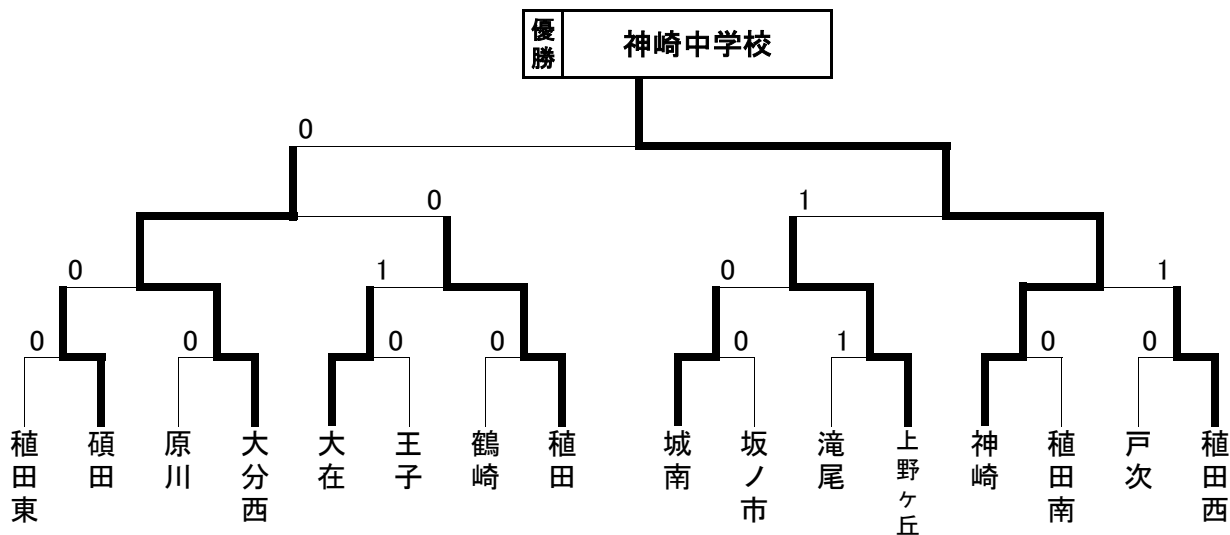 優勝
神崎中学校
0
0
1
0
1
0
1
0
0
0
0
0
1
0
0
稙田東
碩田
原川
大分西
大在
王子
鶴崎
稙田
城南
坂ノ市
滝尾
上野ヶ丘
神崎
稙田南
戸次
稙田西